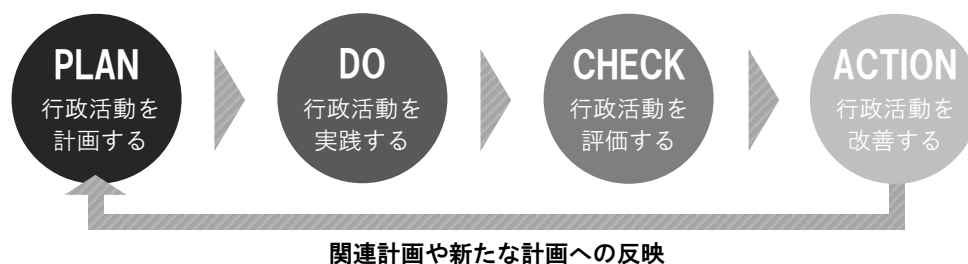 PLAN
行政活動を
計画する
DO
行政活動を
実践する
CHECK
行政活動を
評価する
ACTION
行政活動を
改善する
関連計画や新たな計画への反映